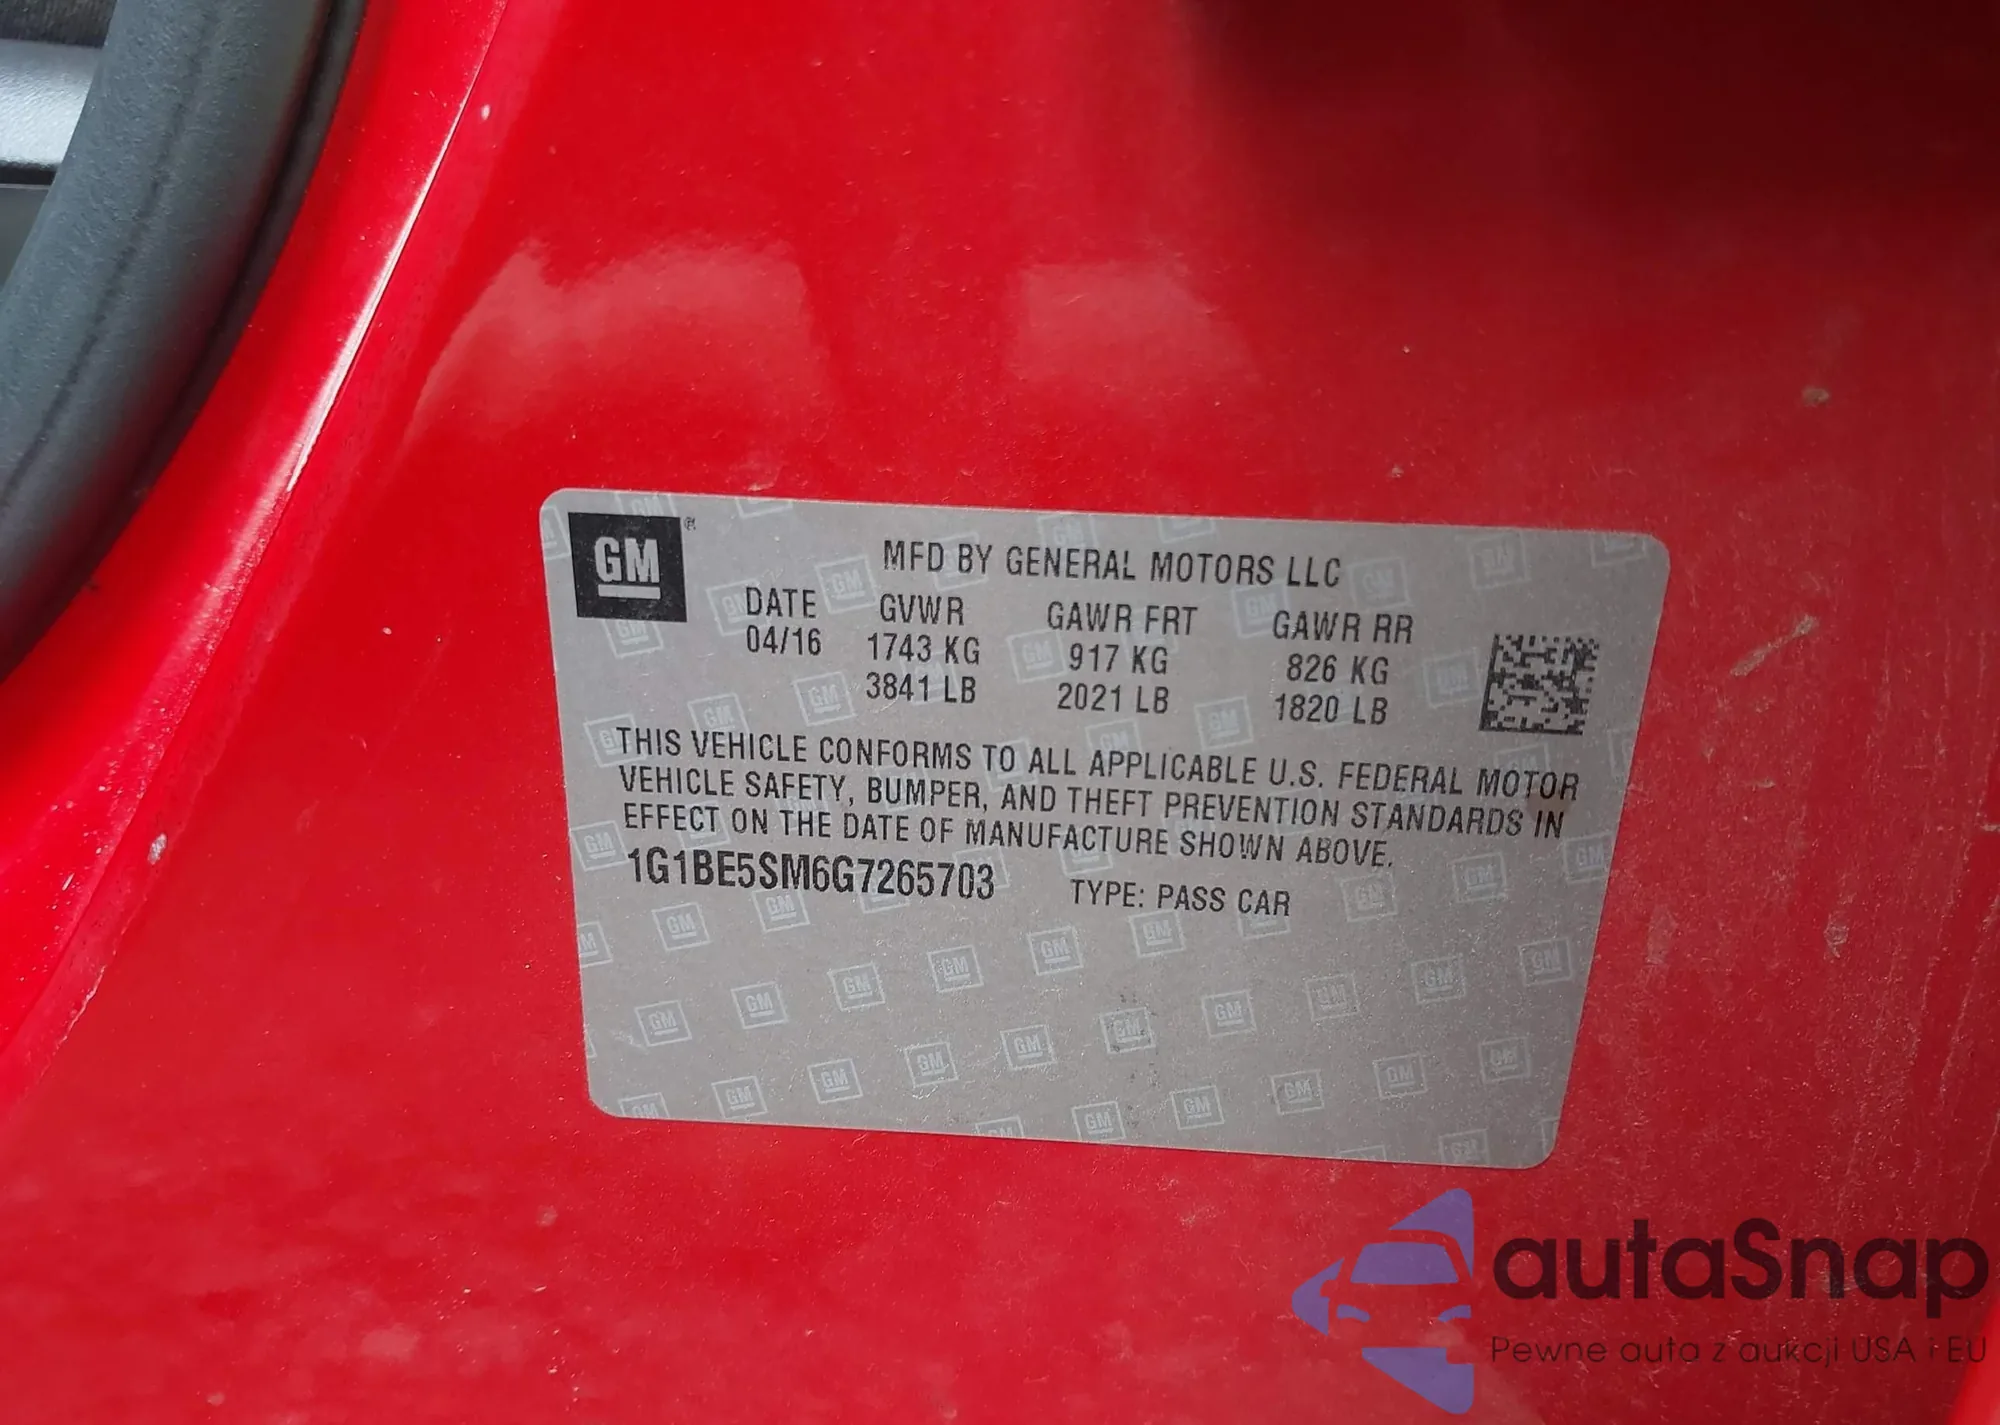 GM®
MFD BY GENERAL MOTORS LLC
DATE GVWR GAWR FRT GAWR RR
04/16 1743 KG 917 KG 826 KG
3841 LB 2021 LB 1820 LB
THIS VEHICLE CONFORMS TO ALL APPLICABLE U.S. FEDERAL MOTOR
VEHICLE SAFETY, BUMPER, AND THEFT PREVENTION STANDARDS IN
EFFECT ON THE DATE OF MANUFACTURE SHOWN ABOVE.
1G1BE5SM6G7265703 TYPE: PASS CAR
autaSnap
Pewne auta z aukcji USA i EU